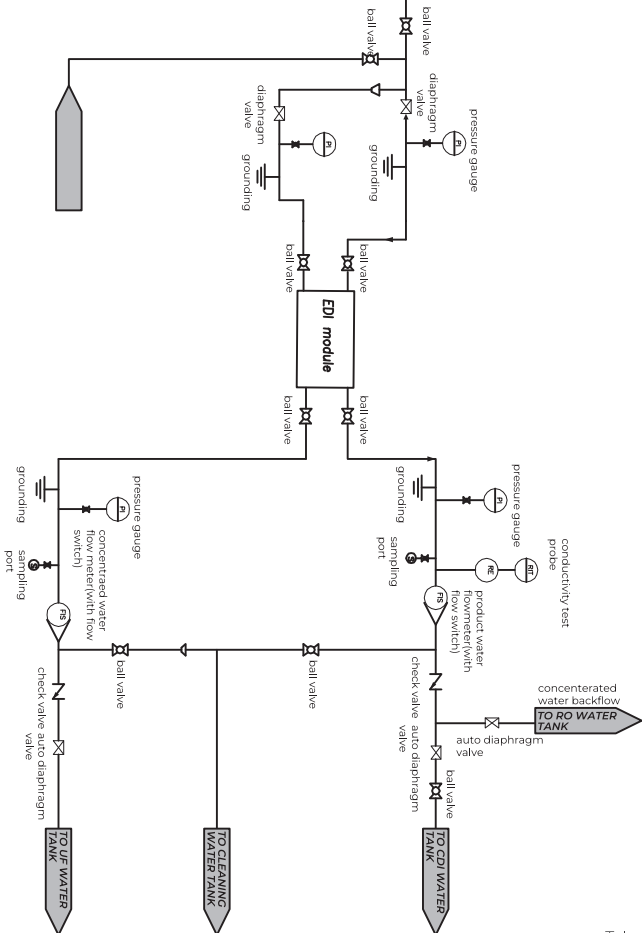 ball valve
ball valve
diaphragm
valve
diaphragm
valve
pressure gauge
PI
PI
grounding
grounding
ball valve
ball valve
EDI module
ball valve
ball valve
pressure gauge
PI
grounding
conductivity test
probe
RIT
RE
sampling
port
S
product water
flowmeter(with
flow switch)
FIS
pressure gauge
PI
grounding
concentraed water
flow meter(with flow
switch)
sampling
port
S
FIS
ball valve
ball valve
check valve
auto diaphragm
valve
check valve
auto diaphragm
valve
ball valve
concenterated
water backflow
TO RO WATER
TANK
auto diaphragm
valve
TO UF WATER
TANK
TO CLEANING
WATER TANK
TO CDI WATER
TANK